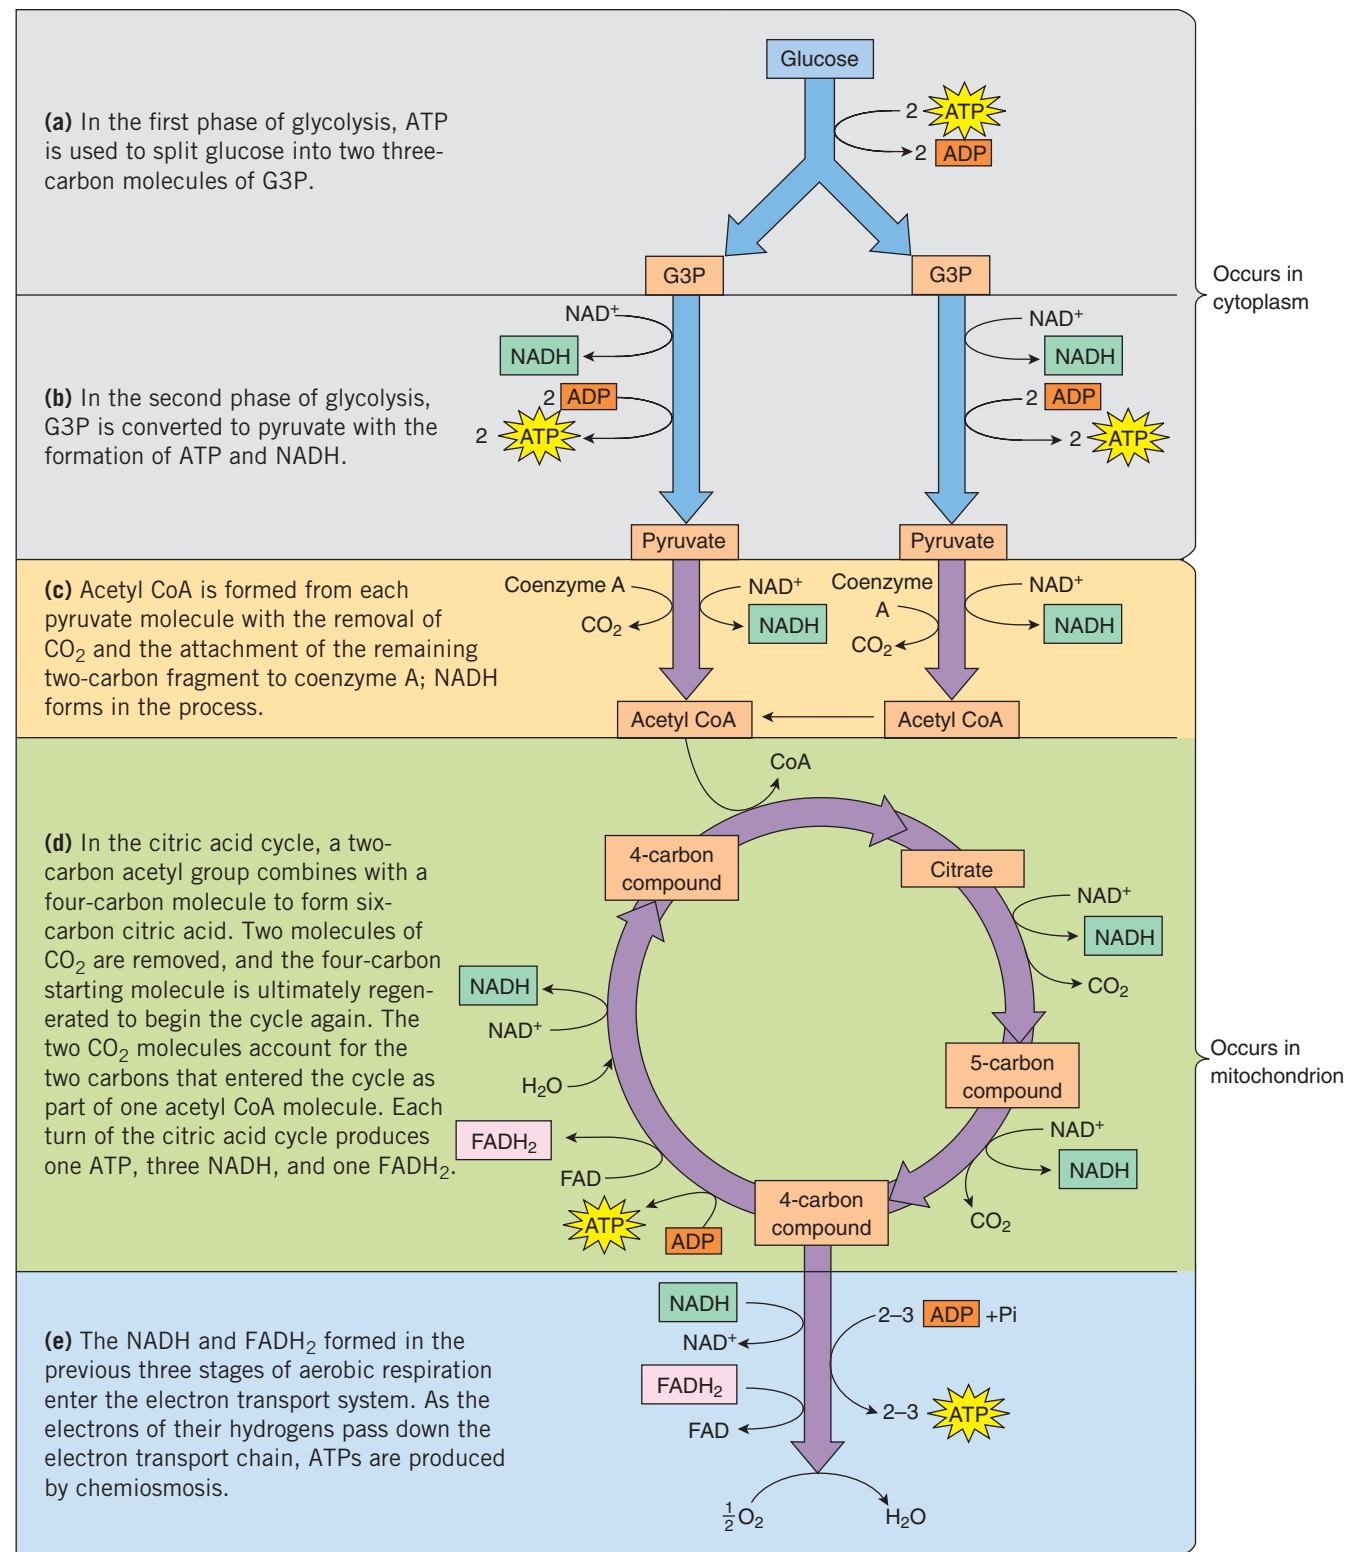 Glucose
2 ATP
2 ADP
(a) In the first phase of glycolysis, ATP
is used to split glucose into two three-
carbon molecules of G3P.
G3P
G3P
Occurs in
cytoplasm
NAD⁺
NADH
2 ADP
2 ATP
NAD⁺
NADH
2 ADP
2 ATP
(b) In the second phase of glycolysis,
G3P is converted to pyruvate with the
formation of ATP and NADH.
Pyruvate
Pyruvate
(c) Acetyl CoA is formed from each
pyruvate molecule with the removal of
CO₂ and the attachment of the remaining
two-carbon fragment to coenzyme A; NADH
forms in the process.
Coenzyme A
CO₂
NAD⁺
NADH
Coenzyme
A
CO₂
NAD⁺
NADH
Acetyl CoA
Acetyl CoA
CoA
(d) In the citric acid cycle, a two-
carbon acetyl group combines with a
four-carbon molecule to form six-
carbon citric acid. Two molecules of
CO₂ are removed, and the four-carbon
starting molecule is ultimately regen-
erated to begin the cycle again. The
two CO₂ molecules account for the
two carbons that entered the cycle as
part of one acetyl CoA molecule. Each
turn of the citric acid cycle produces
one ATP, three NADH, and one FADH₂.
4-carbon
compound
Citrate
NAD⁺
NADH
CO₂
5-carbon
compound
NAD⁺
NADH
CO₂
4-carbon
compound
ADP
ATP
FAD
FADH₂
H₂O
NAD⁺
NADH
Occurs in
mitochondrion
(e) The NADH and FADH₂ formed in the
previous three stages of aerobic respiration
enter the electron transport system. As the
electrons of their hydrogens pass down the
electron transport chain, ATPs are produced
by chemiosmosis.
NADH
NAD⁺
FADH₂
FAD
2–3 ADP +Pi
2–3 ATP
½O₂
H₂O